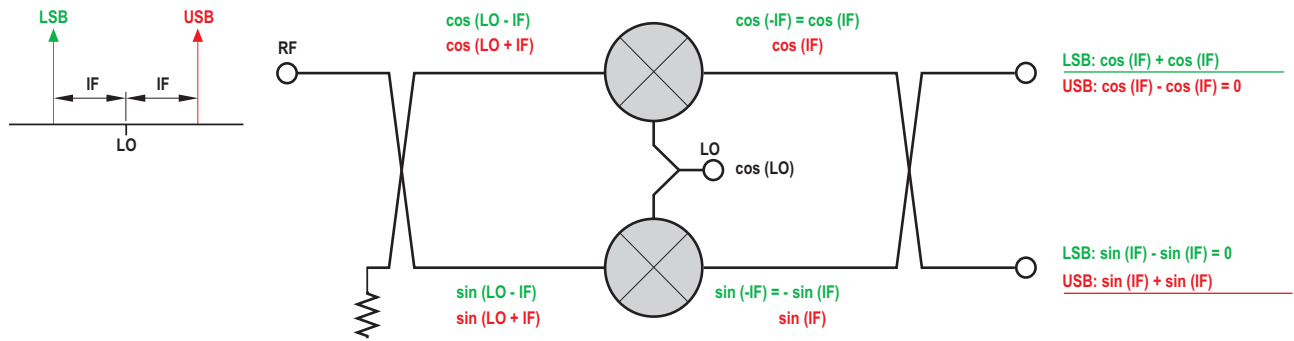 LSB
USB
IF
IF
LO
RF
cos (LO - IF)
cos (LO + IF)
cos (-IF) = cos (IF)
cos (IF)
LO
cos (LO)
sin (LO - IF)
sin (LO + IF)
sin (-IF) = - sin (IF)
sin (IF)
LSB: cos (IF) + cos (IF)
USB: cos (IF) - cos (IF) = 0
LSB: sin (IF) - sin (IF) = 0
USB: sin (IF) + sin (IF)